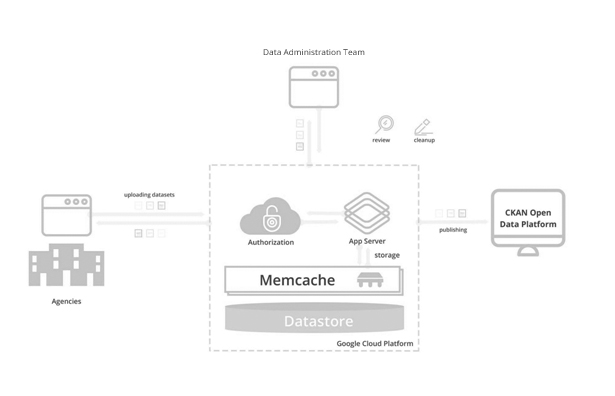 Data Administration Team
review
cleanup
uploading datasets
Authorization
App Server
CKAN Open
Data Platform
publishing
storage
Memcache
Agencies
Datastore
Google Cloud Platform